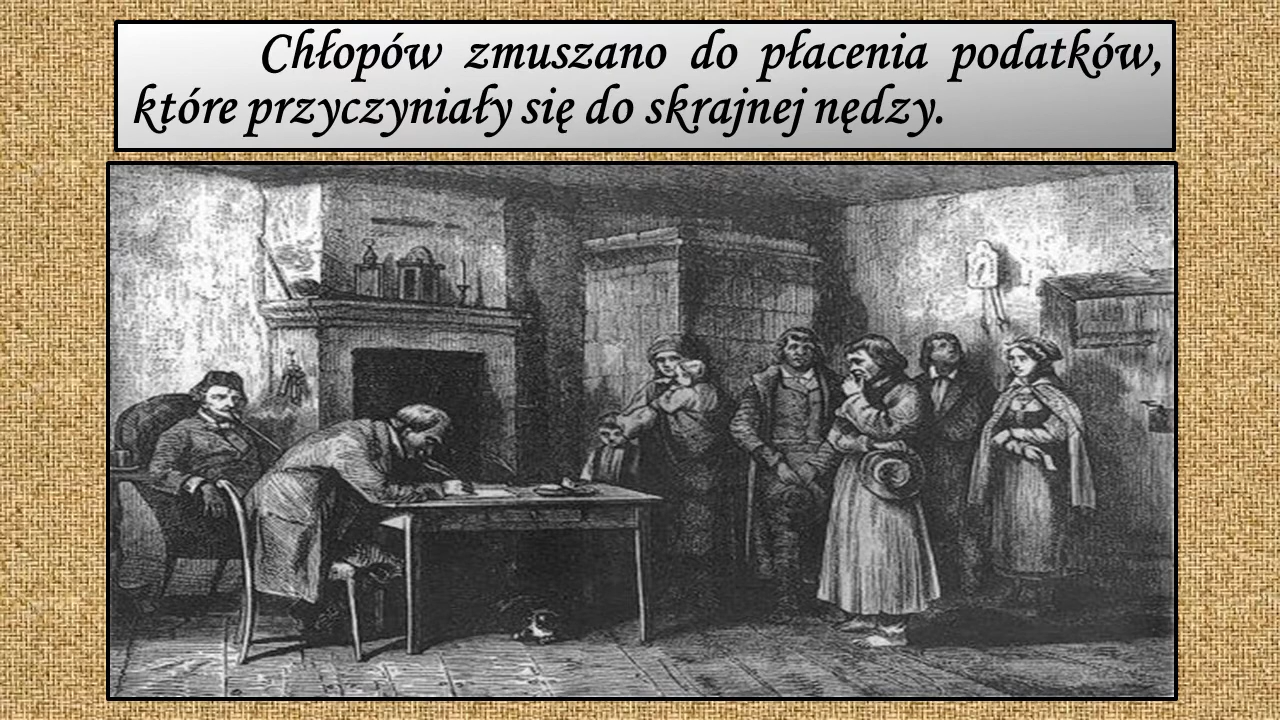 Chłopów zmuszano do płacenia podatków,
które przyczyniały się do skrajnej nędzy.